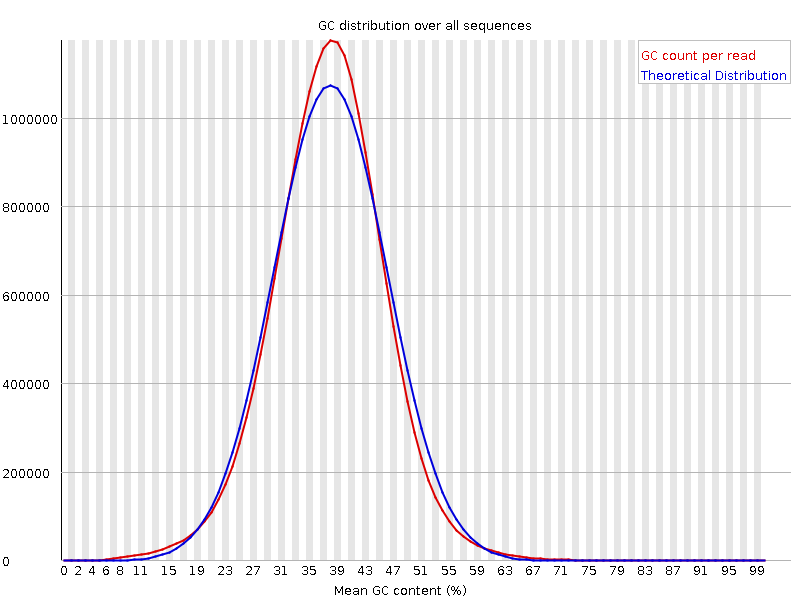 GC distribution over all sequences
GC count per read
Theoretical Distribution
1000000
800000
600000
400000
200000
0
0 2 4 6 8 11 15 19 23 27 31 35 39 43 47 51 55 59 63 67 71 75 79 83 87 91 95 99
Mean GC content (%)